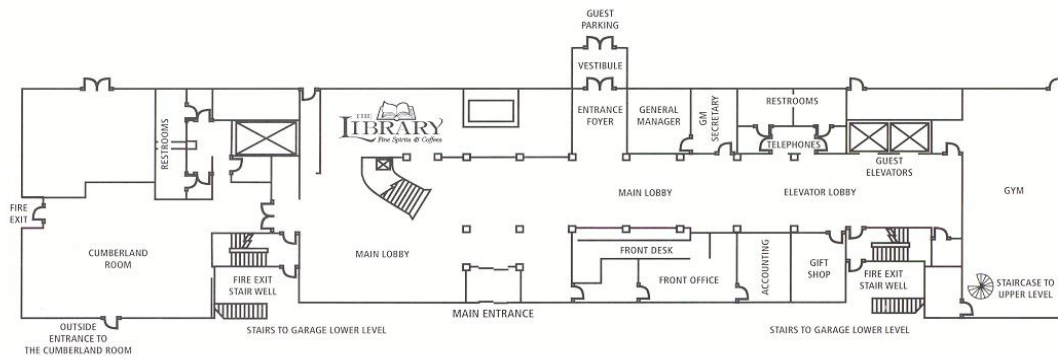 GUEST
PARKING
VESTIBULE
THE
LIBRARY
Fine Spirits & Coffees
ENTRANCE
FOYER
GENERAL
MANAGER
GM
SECRETARY
RESTROOMS
TELEPHONES
RESTROOMS
GUEST
ELEVATORS
MAIN LOBBY
ELEVATOR LOBBY
GYM
FIRE
EXIT
CUMBERLAND
ROOM
MAIN LOBBY
FRONT DESK
FRONT OFFICE
ACCOUNTING
GIFT
SHOP
FIRE EXIT
STAIR WELL
FIRE EXIT
STAIR WELL
STAIRCASE TO
UPPER LEVEL
MAIN ENTRANCE
OUTSIDE
ENTRANCE TO
THE CUMBERLAND ROOM
STAIRS TO GARAGE LOWER LEVEL
STAIRS TO GARAGE LOWER LEVEL